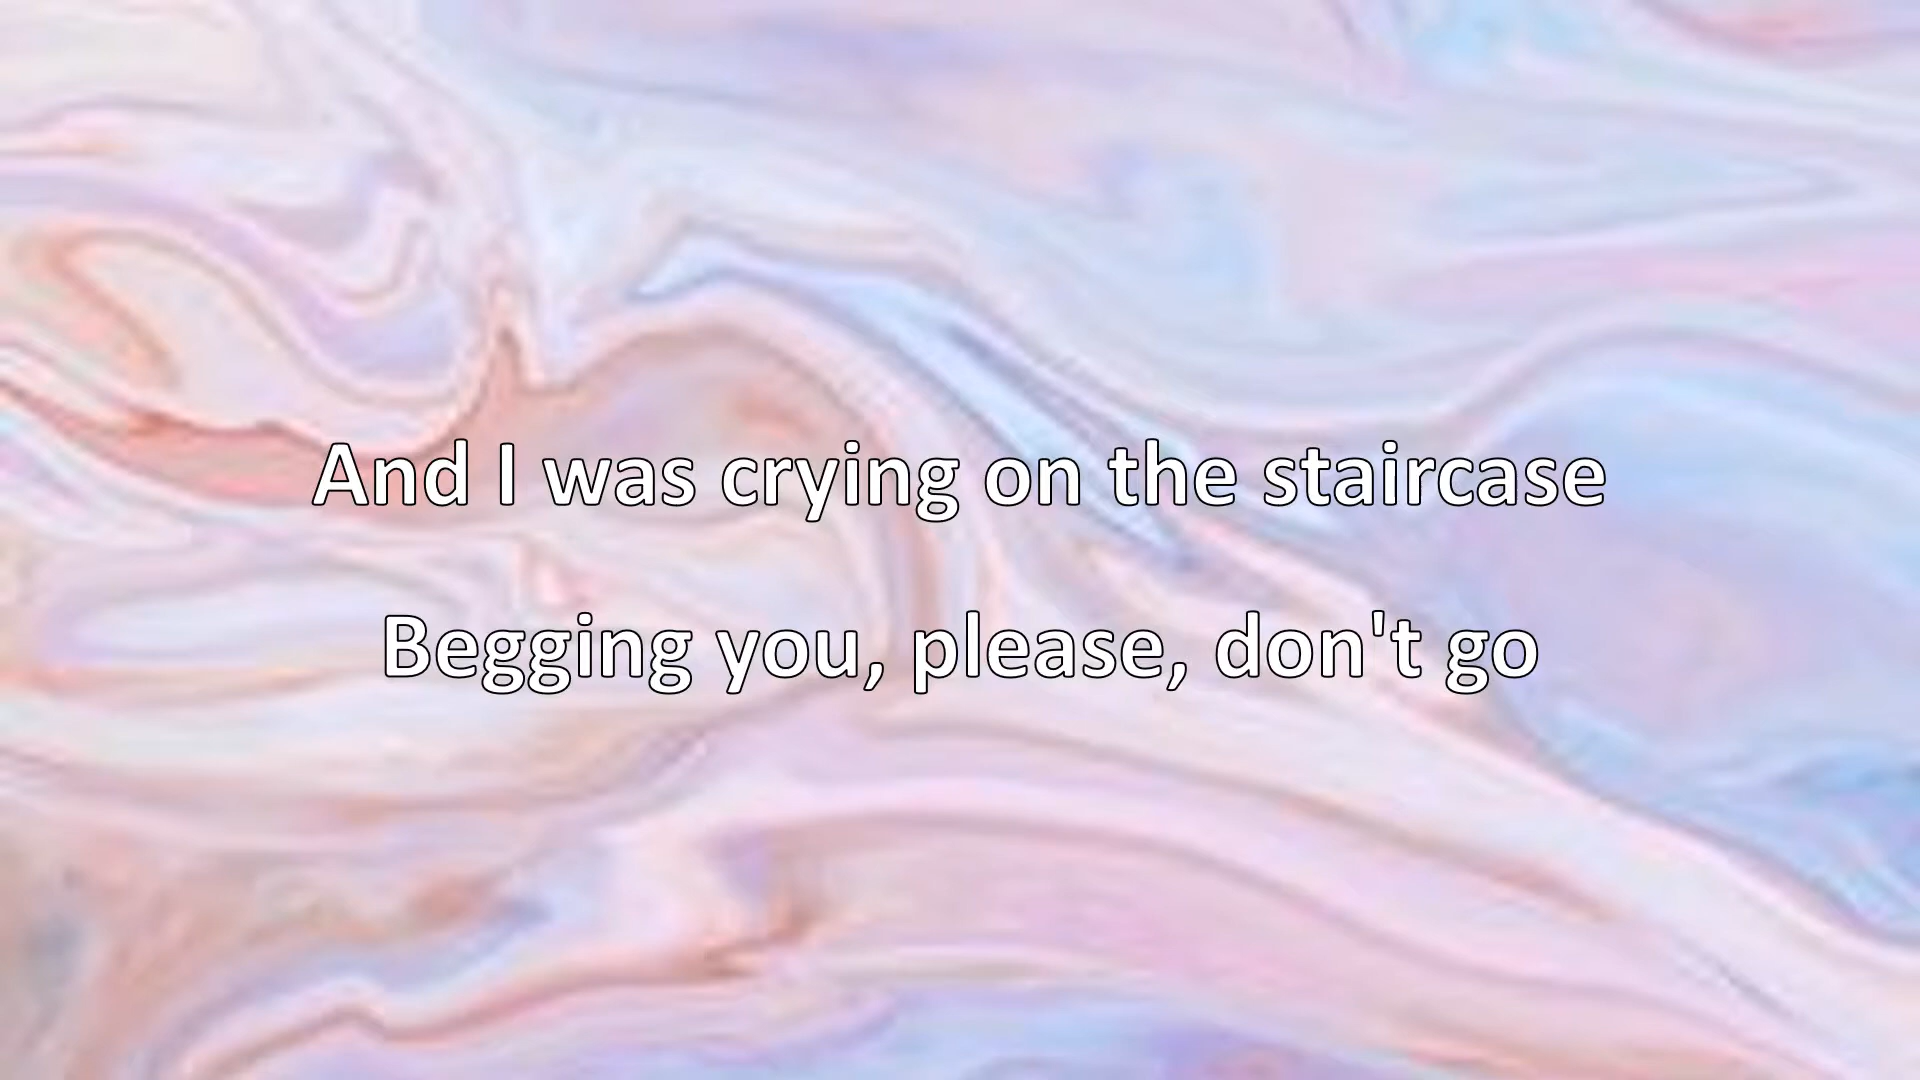 And I was crying on the staircase
Begging you, please, don't go